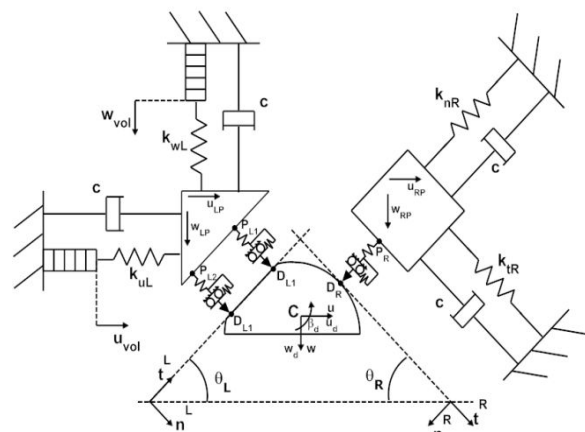 c
k_nR
w_vol
k_wL
c
c
u_LP
u_RP
w_LP
w_RP
P_L1
P_R
k_tR
P_L2
k_uL
D_L1
D_R
c
C
u
β_d
u_d
D_L1
w_d
w
u_vol
θ_L
θ_R
L
t
L
n
R
R
t
n